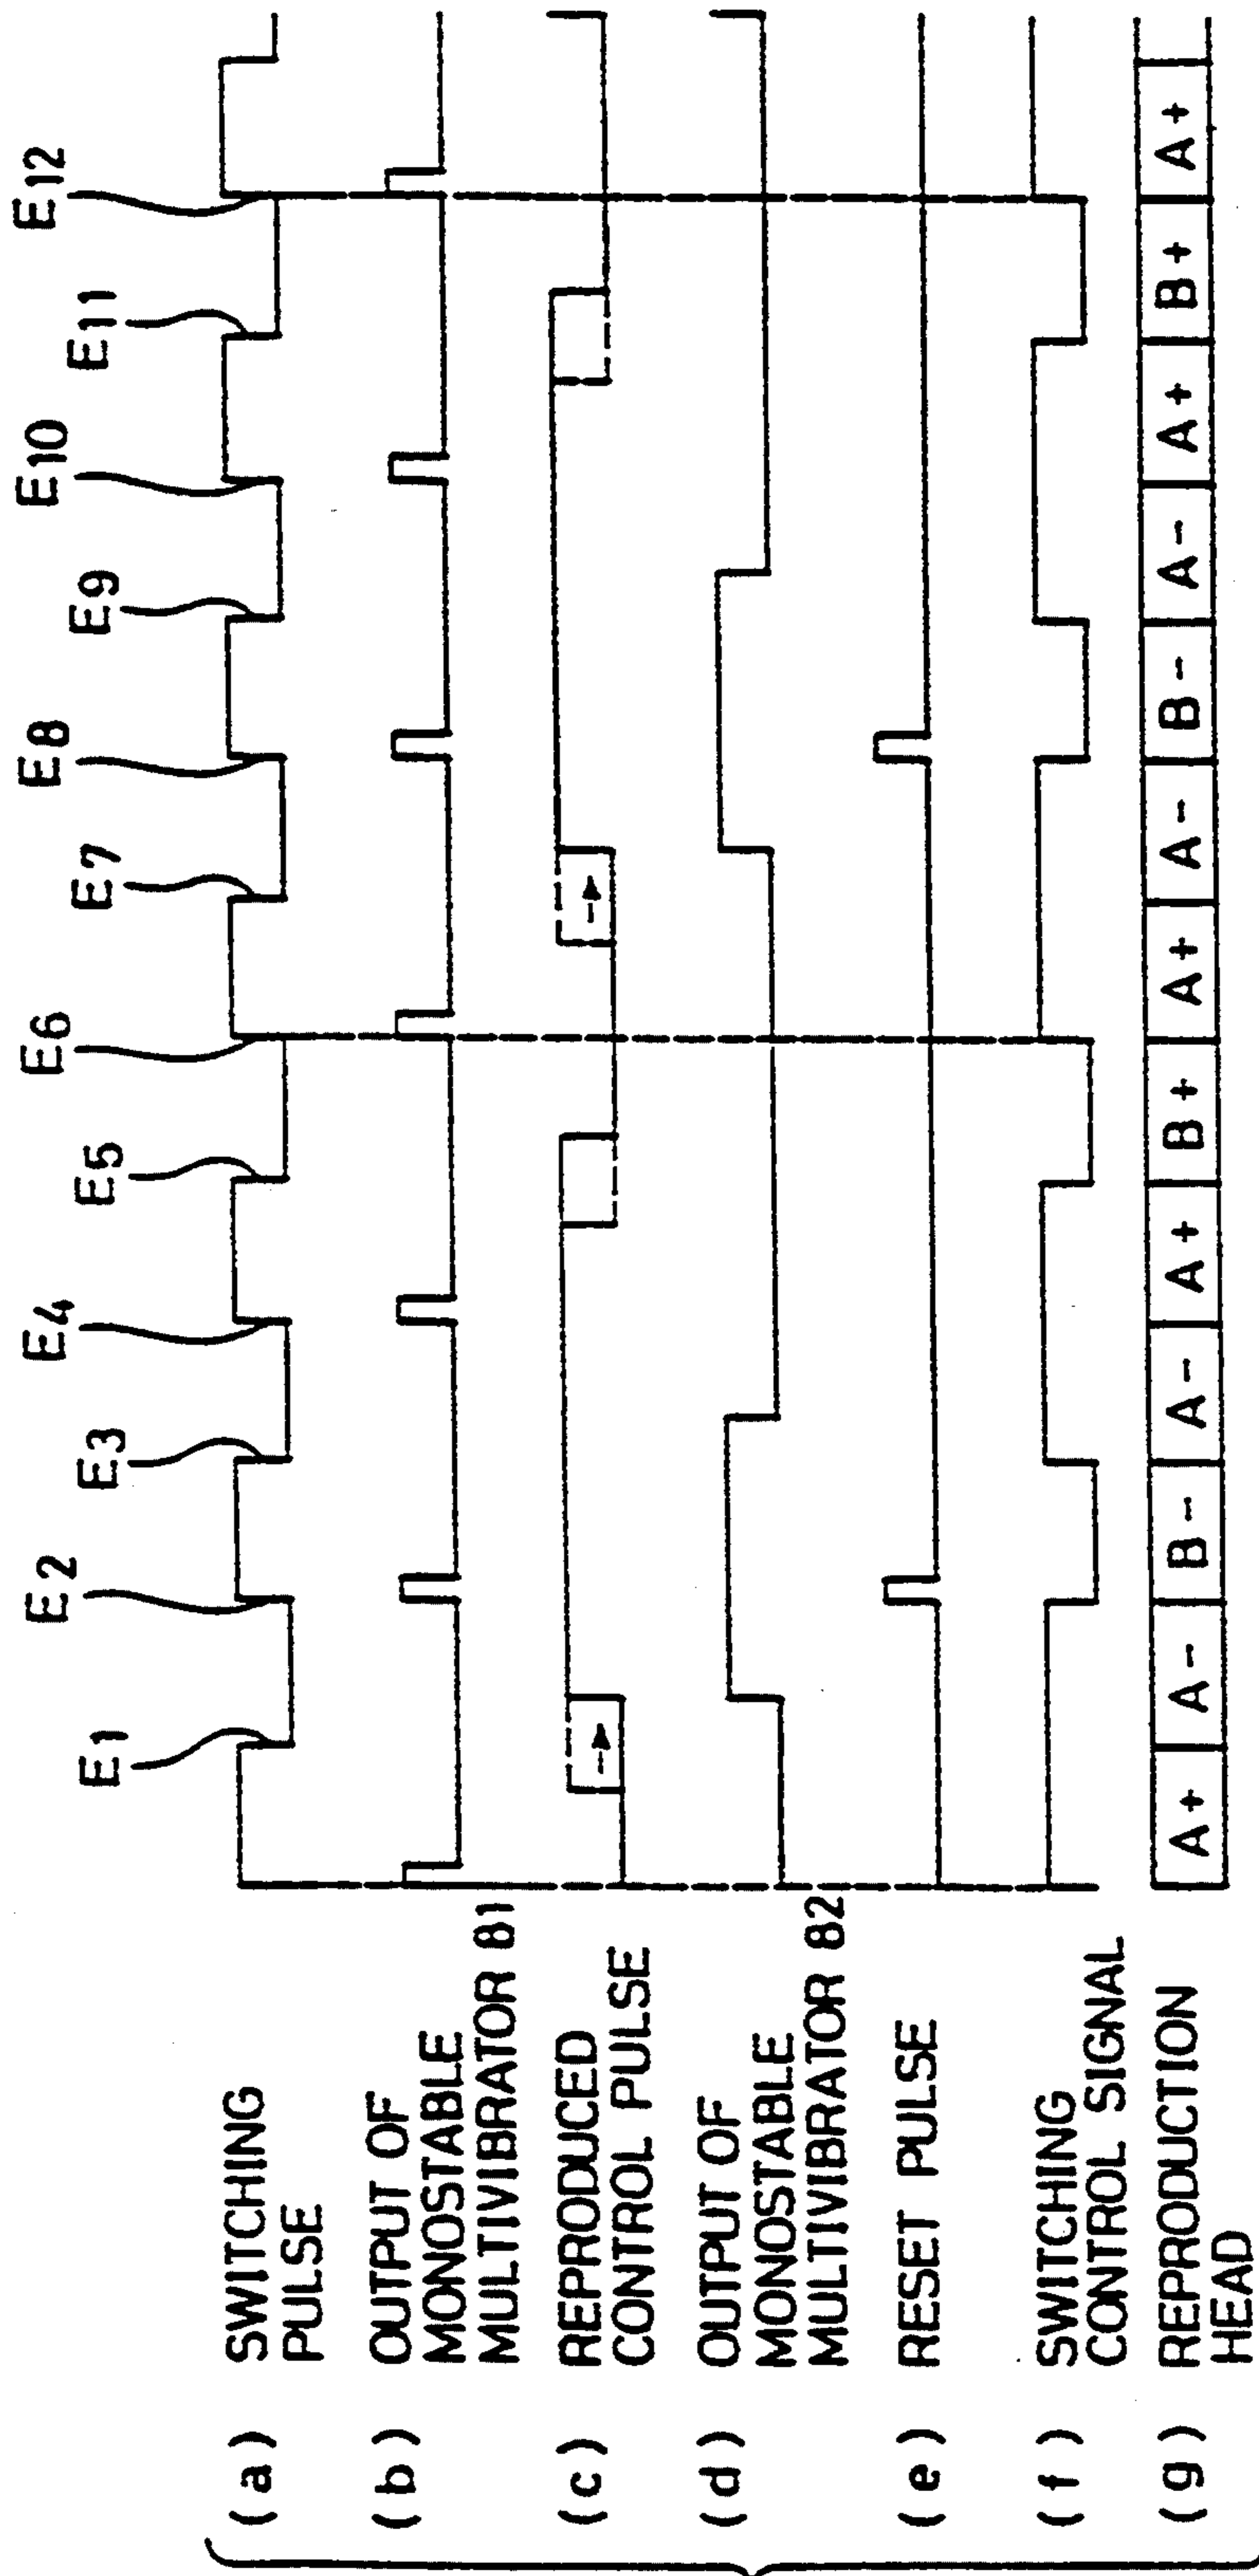 E1 E2 E3 E4 E5 E6 E7 E8 E9 E10 E11 E12
(a) SWITCHING
PULSE
(b) OUTPUT OF
MONOSTABLE
MULTIVIBRATOR 81
(c) REPRODUCED
CONTROL PULSE
(d) OUTPUT OF
MONOSTABLE
MULTIVIBRATOR 82
(e) RESET PULSE
(f) SWITCHING
CONTROL SIGNAL
(g) REPRODUCTION
HEAD
A+ A- B- A- A+ B+ A+ A- B- A- A+ B+ A+